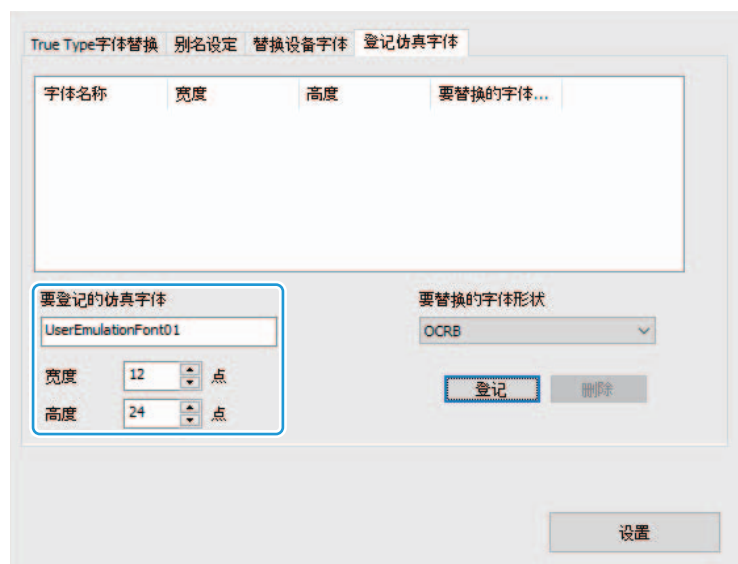 True Type字体替换 别名设定 替换设备字体 登记仿真字体
字体名称 宽度 高度 要替换的字体...
要登记的仿真字体 要替换的字体形状
UserEmulationFont01 OCRB
宽度 12 点
登记 删除
高度 24 点
设置